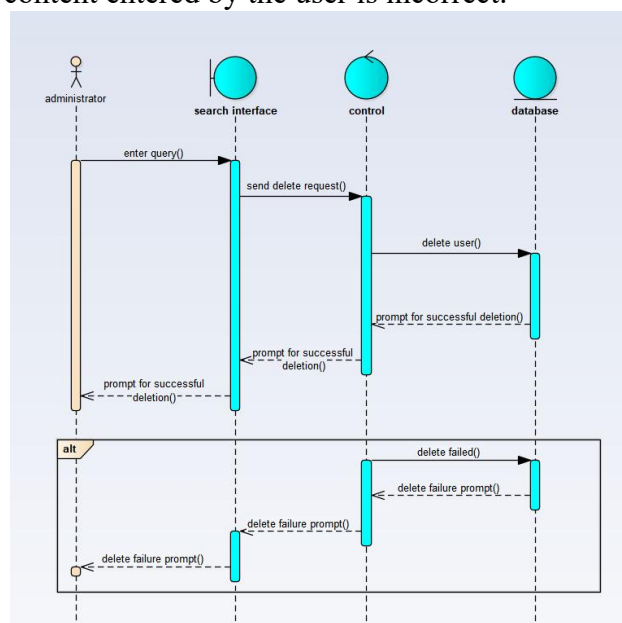 content entered by the user is incorrect.
administrator
search interface
control
database
enter query()
send delete request()
delete user()
prompt for successful deletion()
prompt for successful
deletion()
prompt for successful
deletion()
alt
delete failed()
delete failure prompt()
delete failure prompt()
delete failure prompt()